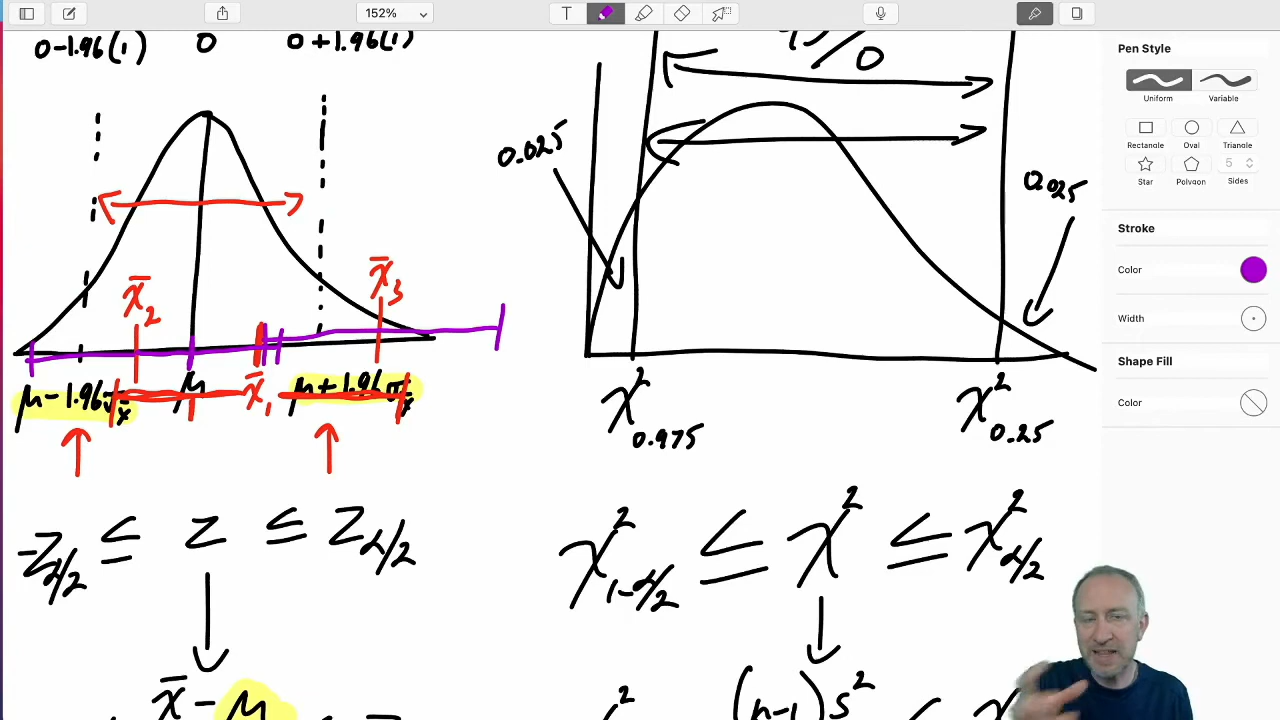 152%
T
0-1.96(1) 0 0+1.96(1)
0.025
0.025
x̄2
x̄3
μ-1.96σx̄ μ x̄1 μ+1.96σx̄
χ²0.975
χ²0.25
-Zα/2 ≤ Z ≤ Zα/2
χ²1-α/2 ≤ χ² ≤ χ²α/2
x̄-μ
(n-1)s²
Pen Style
Uniform Variable
Rectangle Oval Triangle
5
Star Polygon Sides
Stroke
Color
Width
Shape Fill
Color